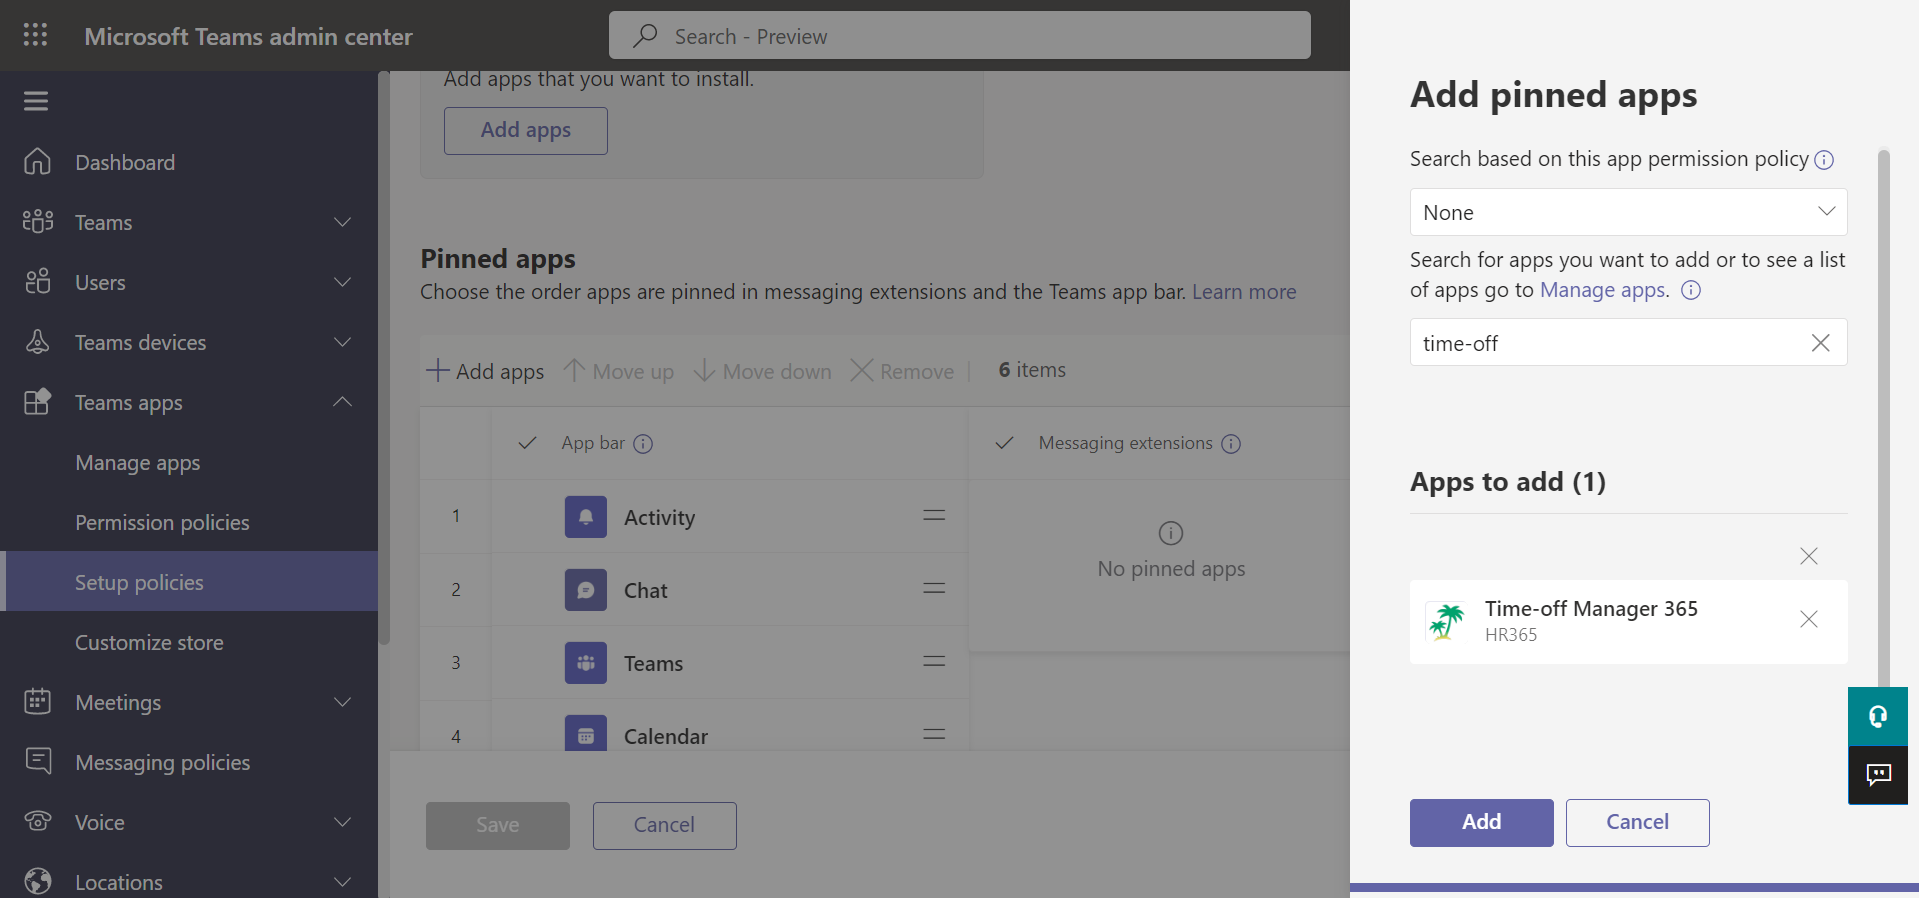 Microsoft Teams admin center
Search - Preview
Dashboard
Teams
Users
Teams devices
Teams apps
Manage apps
Permission policies
Setup policies
Customize store
Meetings
Messaging policies
Voice
Locations
Add apps that you want to install.
Add apps
Pinned apps
Choose the order apps are pinned in messaging extensions and the Teams app bar. Learn more
Add apps Move up Move down Remove 6 items
App bar Messaging extensions
1 Activity
2 Chat
3 Teams
4 Calendar
No pinned apps
Save Cancel
Add pinned apps
Search based on this app permission policy
None
Search for apps you want to add or to see a list
of apps go to Manage apps.
time-off
Apps to add (1)
Time-off Manager 365
HR365
Add Cancel